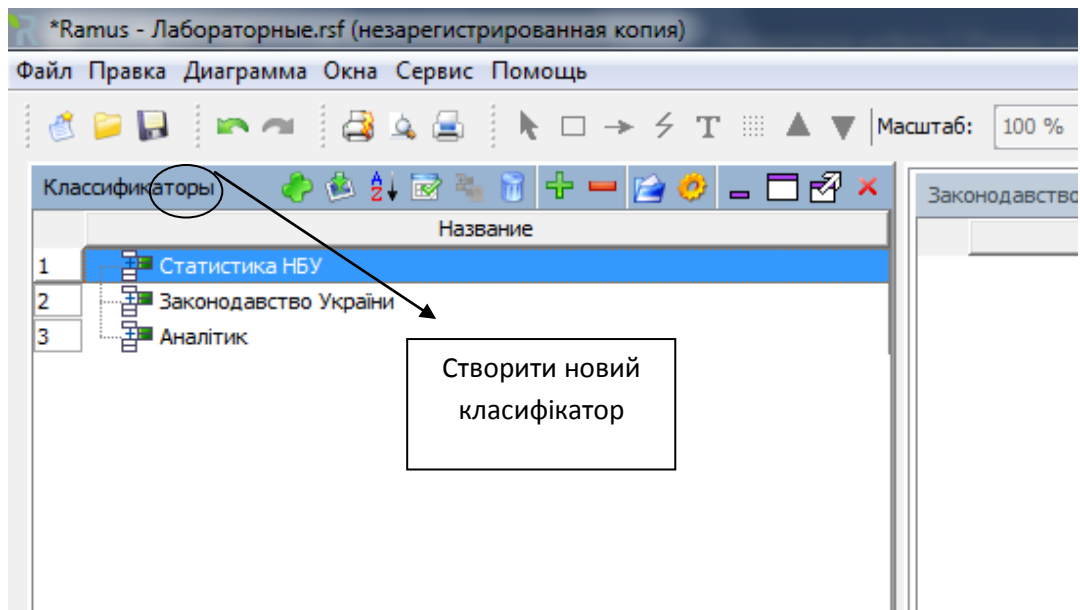 *Ramus - Лабораторные.rsf (незарегистрированная копия)
Файл Правка Диаграмма Окна Сервис Помощь
Масштаб: 100 %
Классификаторы
Законодавство
Название
1 Статистика НБУ
2 Законодавство України
3 Аналітик
Створити новий
класифікатор